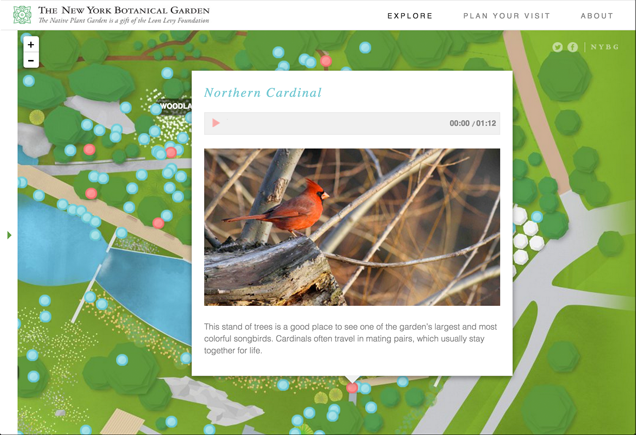 THE NEW YORK BOTANICAL GARDEN
The Native Plant Garden is a gift of the Leon Levy Foundation
EXPLORE PLAN YOUR VISIT ABOUT
+
−
NYBG
WOODLA
Northern Cardinal
00:00 / 01:12
This stand of trees is a good place to see one of the garden's largest and most
colorful songbirds. Cardinals often travel in mating pairs, which usually stay
together for life.